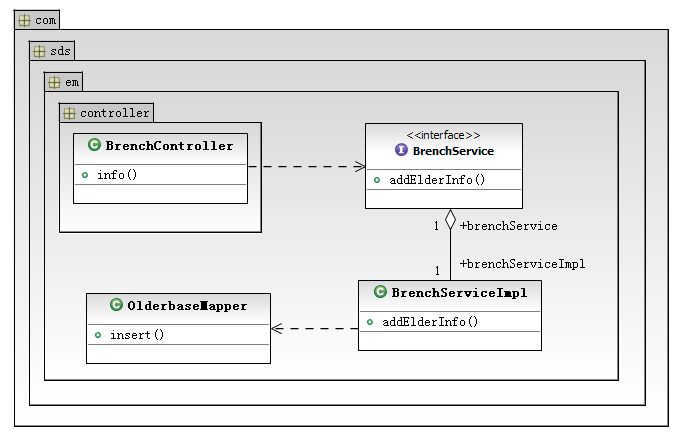 com
sds
em
controller
BrenchController
info()
<<interface>>
BrenchService
addElderInfo()
1
+brenchService
+brenchServiceImpl
1
BrenchServiceImpl
addElderInfo()
OlderbaseMapper
insert()